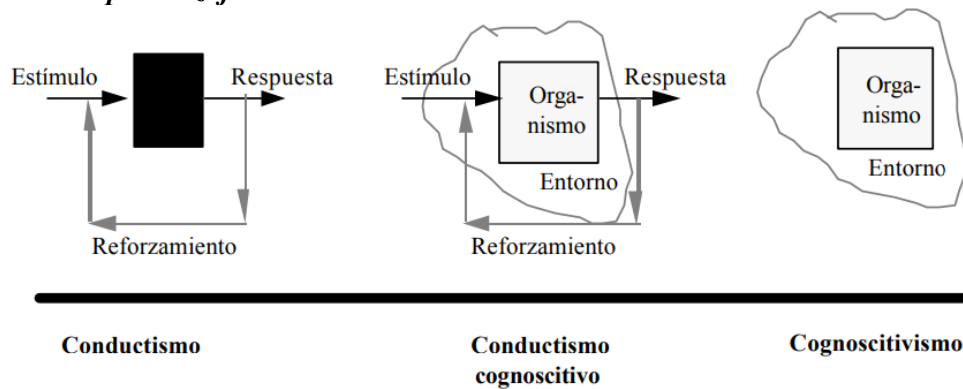 Estímulo
Respuesta
Reforzamiento
Estímulo
Respuesta
Orga-
nismo
Entorno
Reforzamiento
Orga-
nismo
Entorno
Conductismo
Conductismo
cognoscitivo
Cognoscitivismo